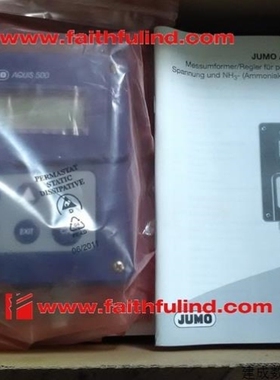 www.faithfulind.com
AQUIS 500
JUMO
Messumformer/Regler für p
Spannung und NH₃- (Ammoniak
PERMASTAT
STATIC
DISSIPATIVE
EXIT
www.faithfulind.com
JUMO